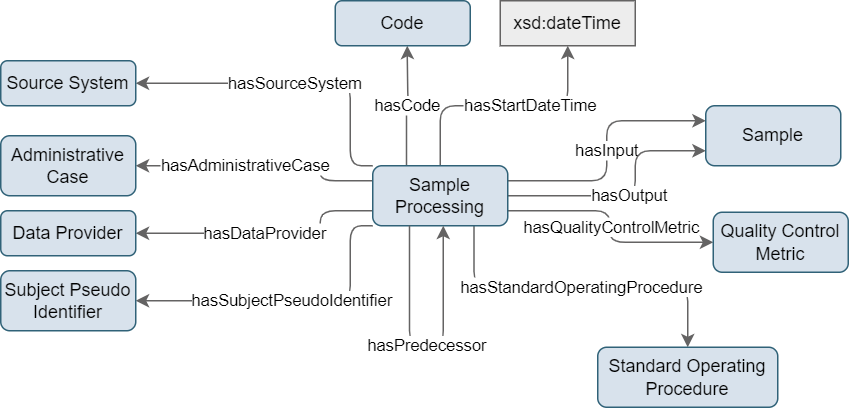 Code
xsd:dateTime
Source System
hasSourceSystem
hasCode
hasStartDateTime
Sample
Administrative
Case
hasAdministrativeCase
hasInput
Sample
Processing
hasOutput
Data Provider
hasDataProvider
hasQualityControlMetric
Quality Control
Metric
Subject Pseudo
Identifier
hasSubjectPseudoIdentifier
hasStandardOperatingProcedure
hasPredecessor
Standard Operating
Procedure